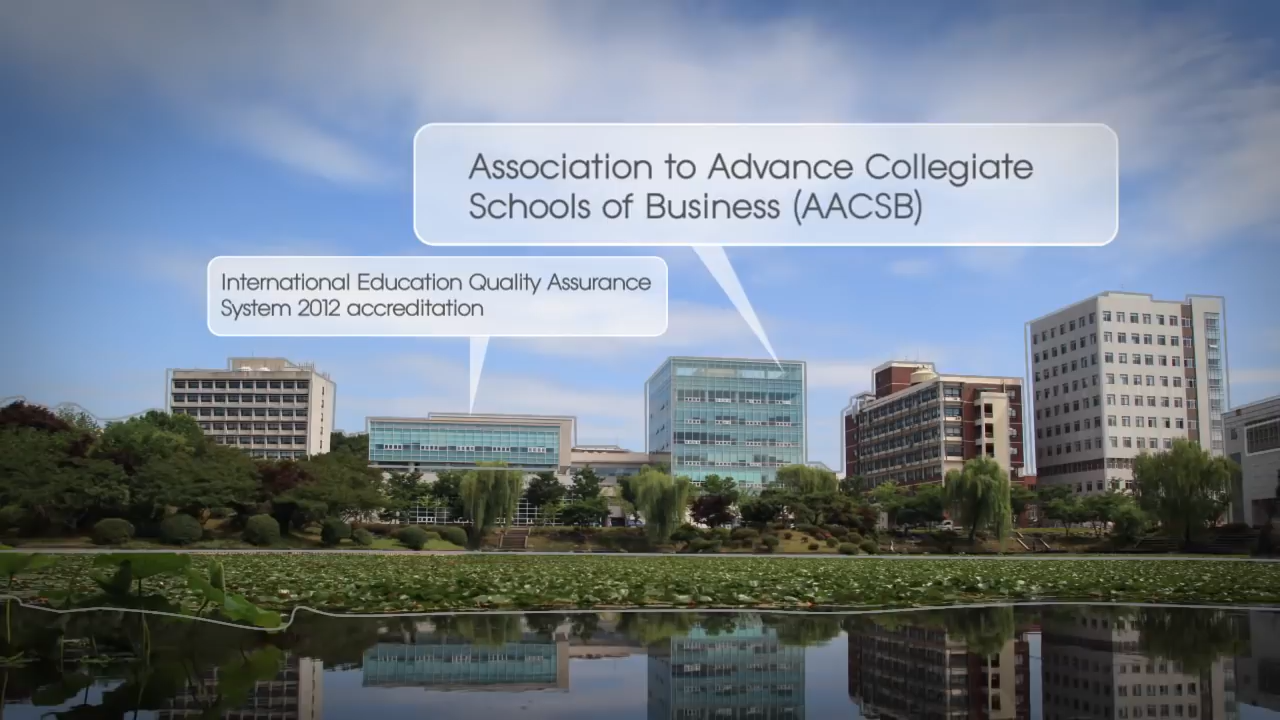 Association to Advance Collegiate
Schools of Business (AACSB)
International Education Quality Assurance
System 2012 accreditation